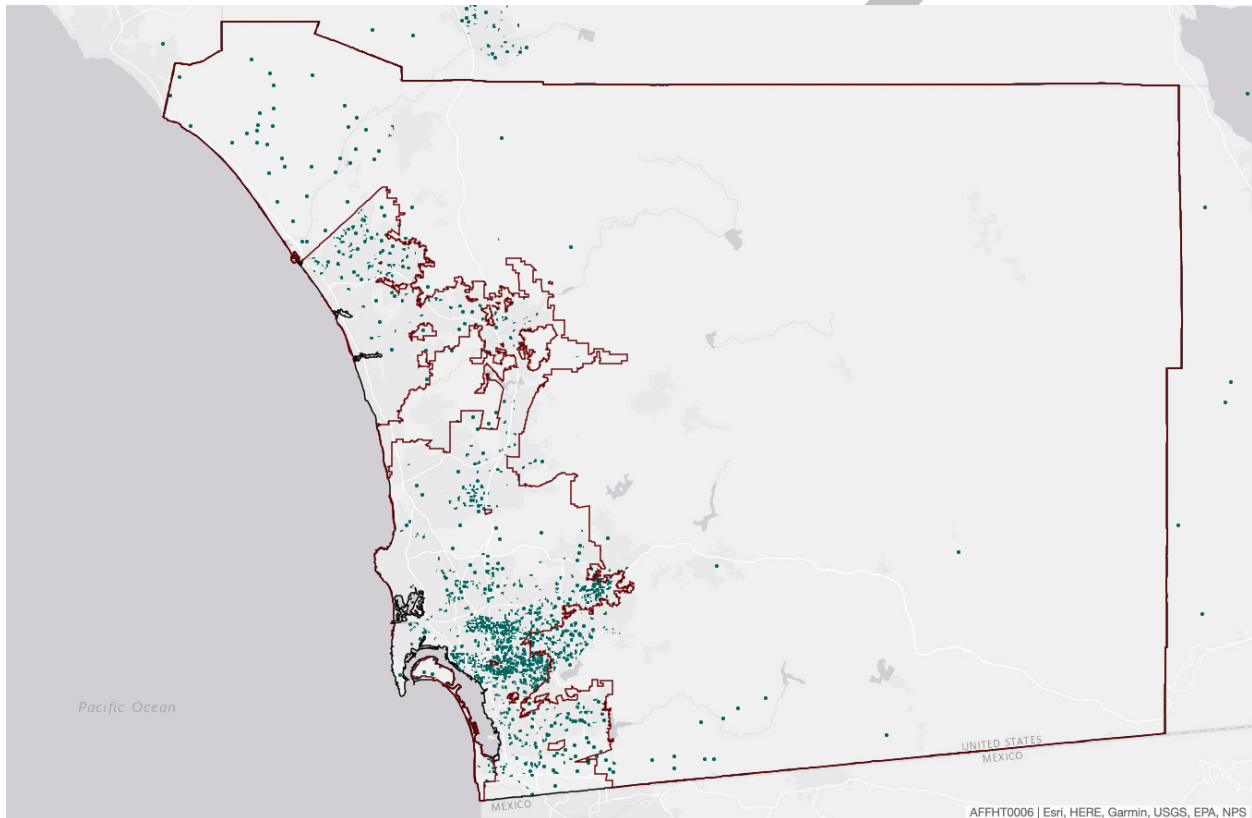 Pacific Ocean
UNITED STATES
MEXICO
MEXICO
AFFHT0006 | Esri, HERE, Garmin, USGS, EPA, NPS